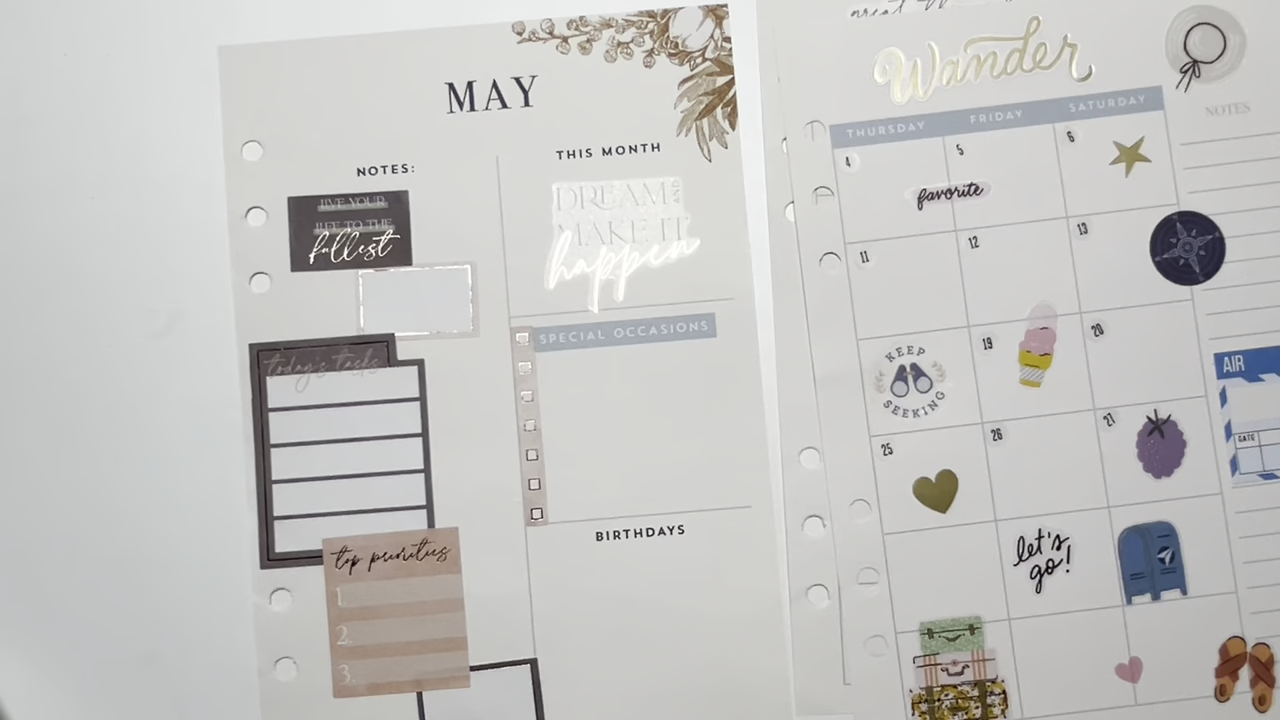 MAY
NOTES:
LIVE YOUR
LIFE TO THE
fullest
today's tasks
top priorities
1.
2.
3.
THIS MONTH
DREAM AND
MAKE IT
happen
SPECIAL OCCASIONS
BIRTHDAYS
Wander
THURSDAY FRIDAY SATURDAY
4 5 6
favorite
11 12 13
KEEP
SEEKING
19 20
25 26 27
let's
go!
NOTES
AIR
DATE